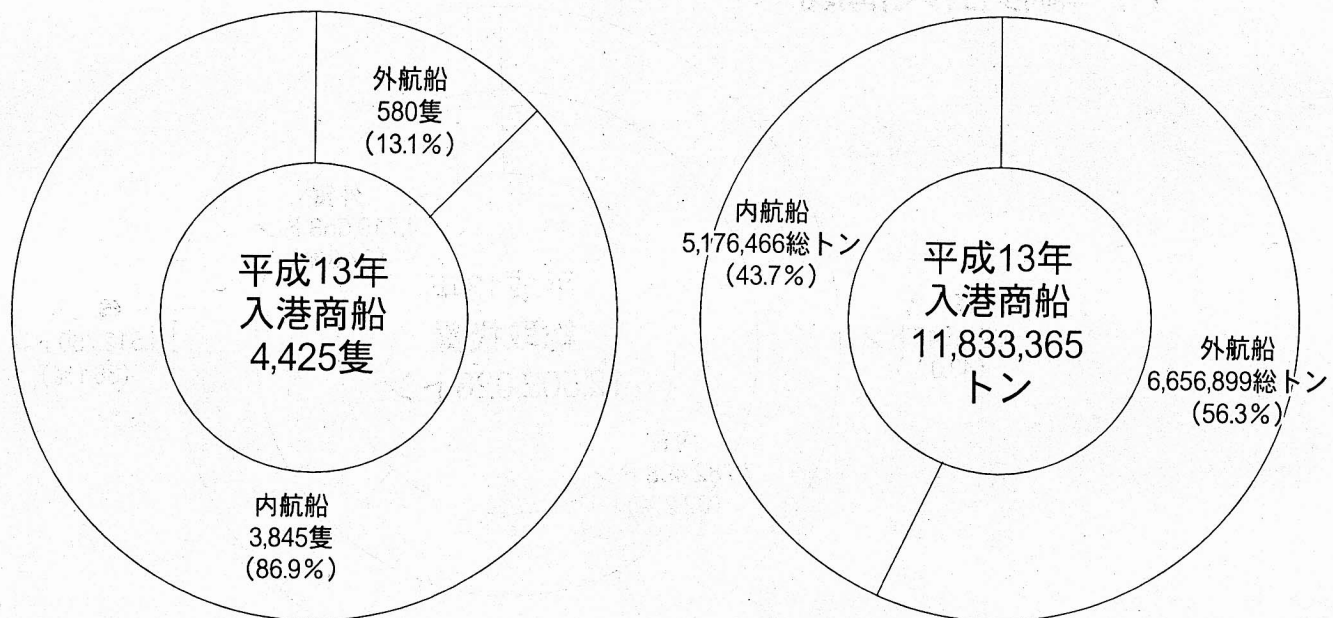 外航船
580隻
(13.1%)
平成13年
入港商船
4,425隻
内航船
3,845隻
(86.9%)
内航船
5,176,466総トン
(43.7%)
平成13年
入港商船
11,833,365
トン
外航船
6,656,899総トン
(56.3%)